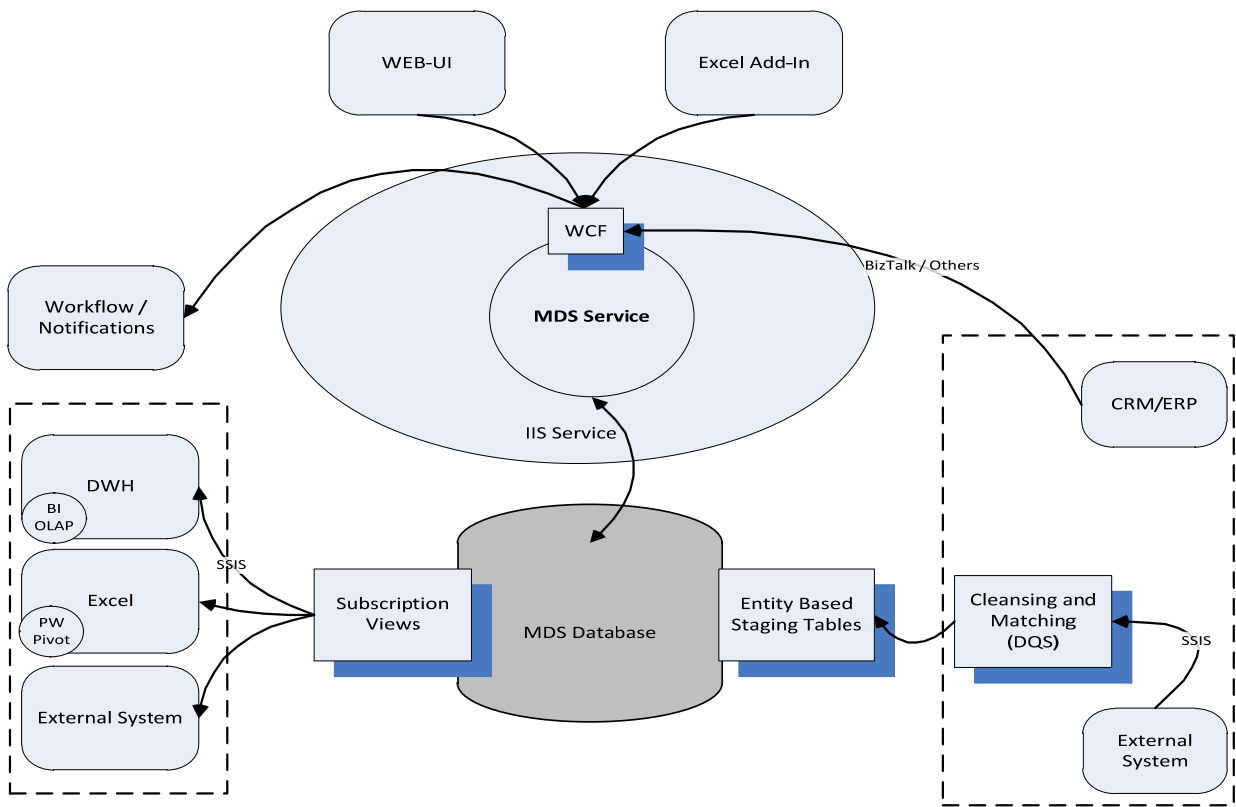 WEB-UI
Excel Add-In
WCF
BizTalk / Others
MDS Service
Workflow /
Notifications
CRM/ERP
IIS Service
DWH
BI
OLAP
SSIS
Excel
PW
Pivot
External System
Subscription
Views
MDS Database
Entity Based
Staging Tables
Cleansing and
Matching
(DQS)
SSIS
External
System